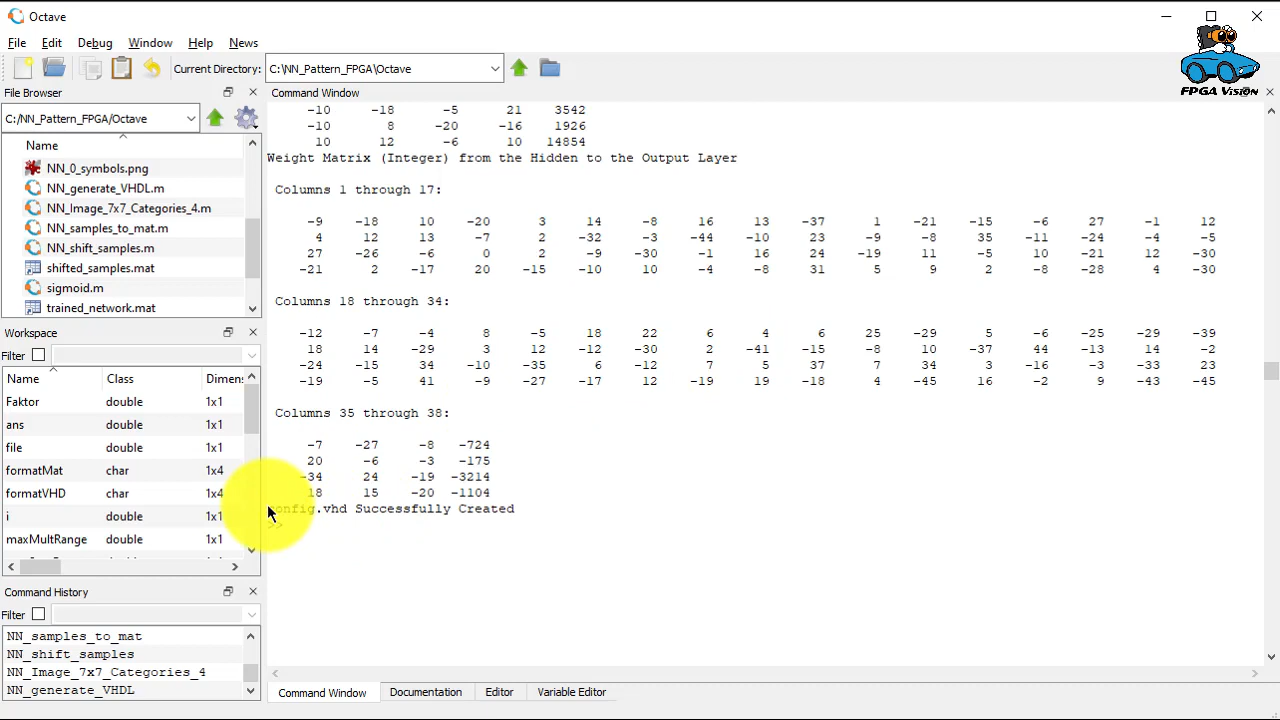 Octave
File Edit Debug Window Help News
Current Directory: C:\NN_Pattern_FPGA\Octave
FPGA Vision
File Browser
Command Window
C:/NN_Pattern_FPGA/Octave
Name
NN_0_symbols.png
NN_generate_VHDL.m
NN_Image_7x7_Categories_4.m
NN_samples_to_mat.m
NN_shift_samples.m
shifted_samples.mat
sigmoid.m
trained_network.mat
Workspace
Filter
Name Class Dimens
Faktor double 1x1
ans double 1x1
file double 1x1
formatMat char 1x4
formatVHD char 1x4
i double 1x1
maxMultRange double 1x1
Command History
Filter
NN_samples_to_mat
NN_shift_samples
NN_Image_7x7_Categories_4
NN_generate_VHDL
-10 -18 -5 21 3542
-10 8 -20 -16 1926
10 12 -6 10 14854
Weight Matrix (Integer) from the Hidden to the Output Layer
Columns 1 through 17:
-9 -18 10 -20 3 14 -8 16 13 -37 1 -21 -15 -6 27 -1 12
4 12 13 -7 2 -32 -3 -44 -10 23 -9 -8 35 -11 -24 -4 -5
27 -26 -6 0 2 -9 -30 -1 16 24 -19 11 -5 10 -21 12 -30
-21 2 -17 20 -15 -10 10 -4 -8 31 5 9 2 -8 -28 4 -30
Columns 18 through 34:
-12 -7 -4 8 -5 18 22 6 4 6 25 -29 5 -6 -25 -29 -39
18 14 -29 3 12 -12 -30 2 -41 -15 -8 10 -37 44 -13 14 -2
-24 -15 34 -10 -35 6 -12 7 5 37 7 34 3 -16 -3 -33 23
-19 -5 41 -9 -27 -17 12 -19 19 -18 4 -45 16 -2 9 -43 -45
Columns 35 through 38:
-7 -27 -8 -724
20 -6 -3 -175
-34 24 -19 -3214
18 15 -20 -1104
config.vhd Successfully Created
>>
Command Window Documentation Editor Variable Editor